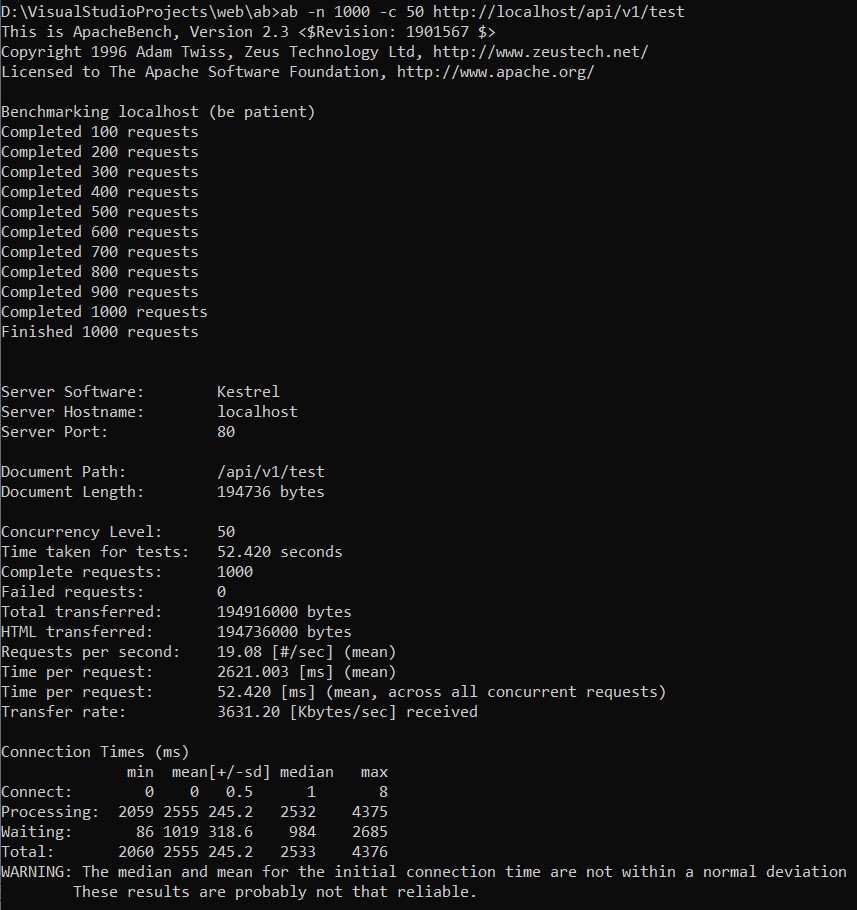 D:\VisualStudioProjects\web\ab>ab -n 1000 -c 50 http://localhost/api/v1/test
This is ApacheBench, Version 2.3 <$Revision: 1901567 $>
Copyright 1996 Adam Twiss, Zeus Technology Ltd, http://www.zeustech.net/
Licensed to The Apache Software Foundation, http://www.apache.org/

Benchmarking localhost (be patient)
Completed 100 requests
Completed 200 requests
Completed 300 requests
Completed 400 requests
Completed 500 requests
Completed 600 requests
Completed 700 requests
Completed 800 requests
Completed 900 requests
Completed 1000 requests
Finished 1000 requests


Server Software:        Kestrel
Server Hostname:        localhost
Server Port:            80

Document Path:          /api/v1/test
Document Length:        194736 bytes

Concurrency Level:      50
Time taken for tests:   52.420 seconds
Complete requests:      1000
Failed requests:        0
Total transferred:      194916000 bytes
HTML transferred:       194736000 bytes
Requests per second:    19.08 [#/sec] (mean)
Time per request:       2621.003 [ms] (mean)
Time per request:       52.420 [ms] (mean, across all concurrent requests)
Transfer rate:          3631.20 [Kbytes/sec] received

Connection Times (ms)
              min  mean[+/-sd] median   max
Connect:        0    0   0.5      1       8
Processing:  2059 2555 245.2   2532    4375
Waiting:       86 1019 318.6    984    2685
Total:       2060 2555 245.2   2533    4376
WARNING: The median and mean for the initial connection time are not within a normal deviation
        These results are probably not that reliable.